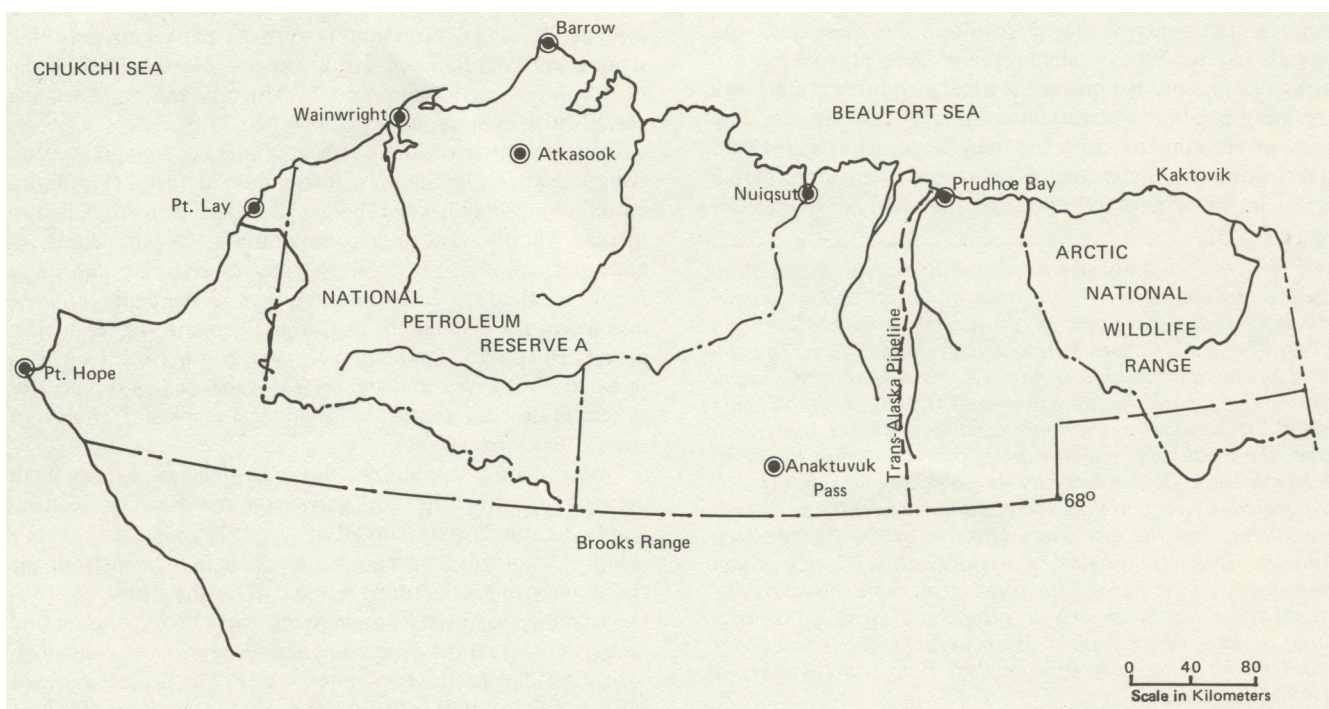 Barrow
CHUKCHI SEA
Wainwright
BEAUFORT SEA
Atkasook
Kaktovik
Nuiqsut
Prudhoe Bay
Pt. Lay
ARCTIC
NATIONAL
WILDLIFE
RANGE
NATIONAL
PETROLEUM
RESERVE A
Trans-Alaska Pipeline
Pt. Hope
Anaktuvuk
Pass
68º
Brooks Range
0 40 80
Scale in Kilometers